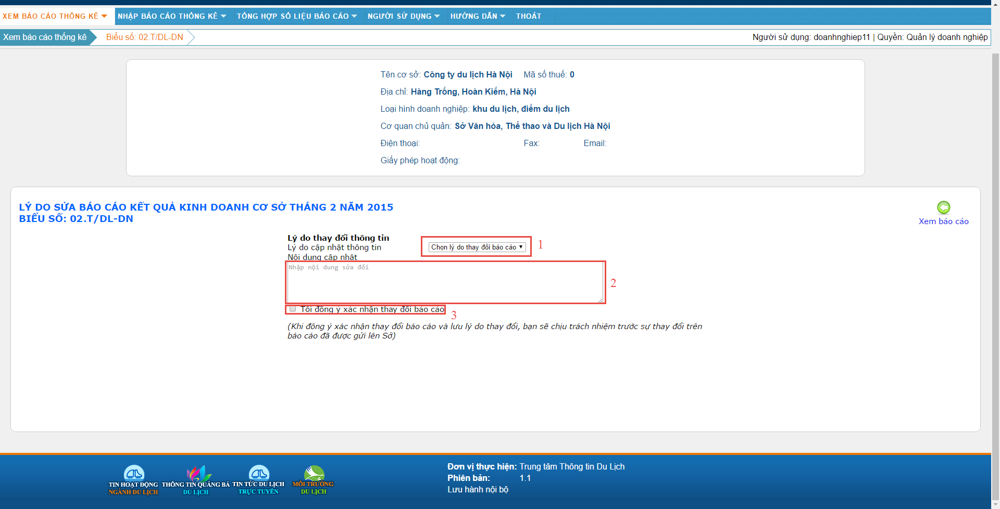 XEM BÁO CÁO THỐNG KÊ NHẬP BÁO CÁO THỐNG KÊ TỔNG HỢP SỐ LIỆU BÁO CÁO NGƯỜI SỬ DỤNG HƯỚNG DẪN THOÁT
Xem báo cáo thống kê Biểu số: 02.T/DL-DN Người sử dụng: doanhnghiep11 | Quyền: Quản lý doanh nghiệp
Tên cơ sở: Công ty du lịch Hà Nội Mã số thuế: 0
Địa chỉ: Hàng Trống, Hoàn Kiếm, Hà Nội
Loại hình doanh nghiệp: khu du lịch, điểm du lịch
Cơ quan chủ quản: Sở Văn hóa, Thể thao và Du lịch Hà Nội
Điện thoại: Fax: Email:
Giấy phép hoạt động:
LÝ DO SỬA BÁO CÁO KẾT QUẢ KINH DOANH CƠ SỞ THÁNG 2 NĂM 2015
BIỂU SỐ: 02.T/DL-DN
Xem báo cáo
Lý do thay đổi thông tin
Lý do cập nhật thông tin Chọn lý do thay đổi báo cáo 1
Nội dung cập nhật
Nhập nội dung sửa đổi
2
Tôi đồng ý xác nhận thay đổi báo cáo
3
(Khi đồng ý xác nhận thay đổi báo cáo và lưu lý do thay đổi, bạn sẽ chịu trách nhiệm trước sự thay đổi trên
báo cáo đã được gửi lên Sở)
TIN HOẠT ĐỘNG
NGÀNH DU LỊCH
THÔNG TIN QUẢNG BÁ
DU LỊCH
TIN TỨC DU LỊCH
TRỰC TUYẾN
MÔI TRƯỜNG
DU LỊCH
Đơn vị thực hiện: Trung tâm Thông tin Du Lịch
Phiên bản: 1.1
Lưu hành nội bộ